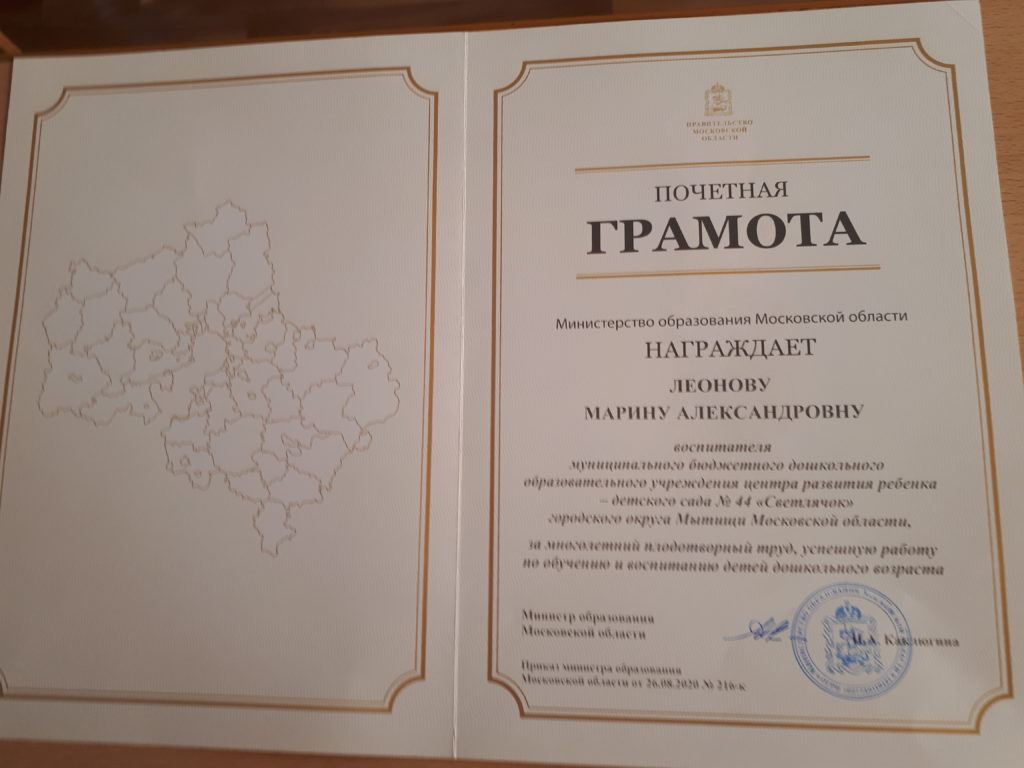 ПРАВИТЕЛЬСТВО
МОСКОВСКОЙ
ОБЛАСТИ
ПОЧЕТНАЯ
ГРАМОТА
Министерство образования Московской области
НАГРАЖДАЕТ
ЛЕОНОВУ
МАРИНУ АЛЕКСАНДРОВНУ
воспитателя
муниципального бюджетного дошкольного
образовательного учреждения центра развития ребенка
– детского сада № 44 «Светлячок»
городского округа Мытищи Московской области,
за многолетний плодотворный труд, успешную работу
по обучению и воспитанию детей дошкольного возраста
Министр образования
Московской области
И.А. Каклюгина
Приказ министра образования
Московской области от 26.08.2020 № 216-к